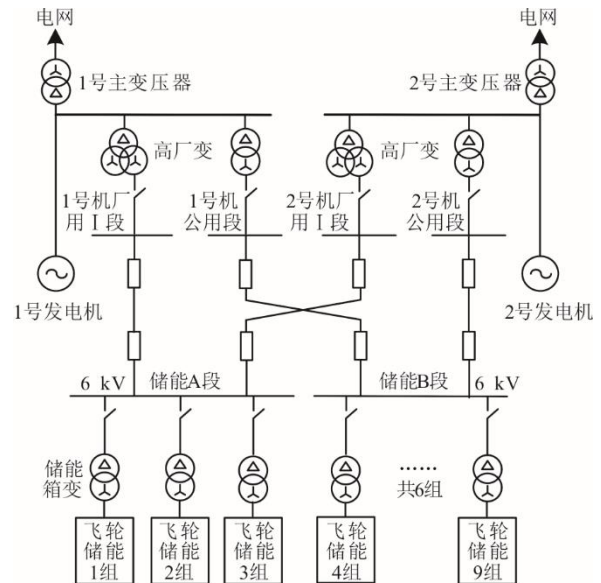 电网
电网
1号主变压器
2号主变压器
高厂变
高厂变
1号机厂
用Ⅰ段
1号机
公用段
2号机厂
用Ⅰ段
2号机
公用段
1号发电机
2号发电机
6 kV
储能A段
储能B段
6 kV
储能
箱变
……
共6组
飞轮
储能
1组
飞轮
储能
2组
飞轮
储能
3组
飞轮
储能
4组
飞轮
储能
9组